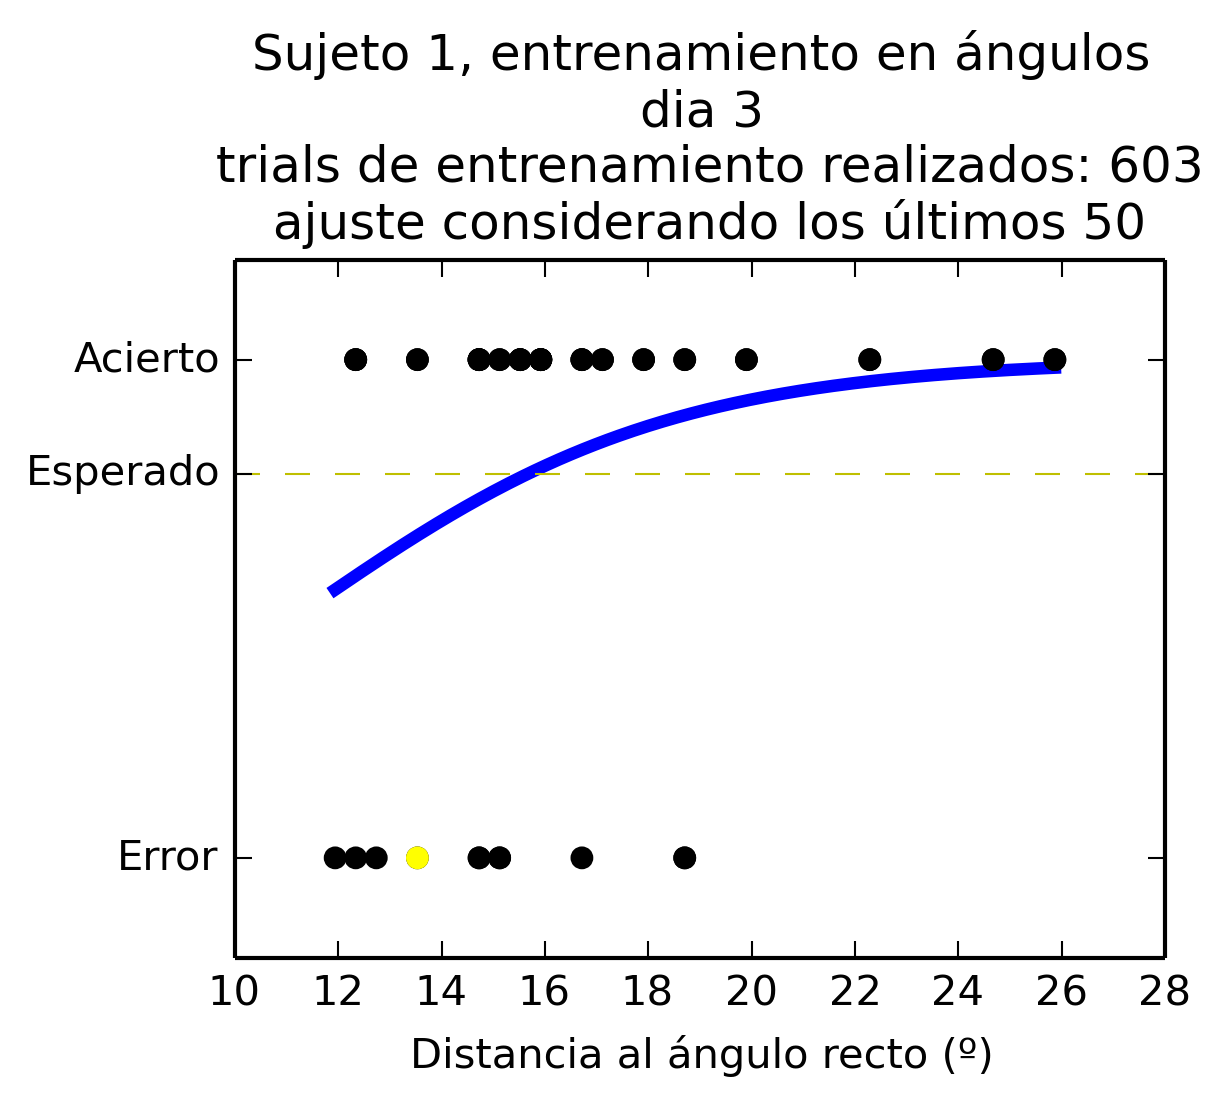 Sujeto 1, entrenamiento en ángulos
dia 3
trials de entrenamiento realizados: 603
ajuste considerando los últimos 50
Acierto
Esperado
Error
10 12 14 16 18 20 22 24 26 28
Distancia al ángulo recto (º)